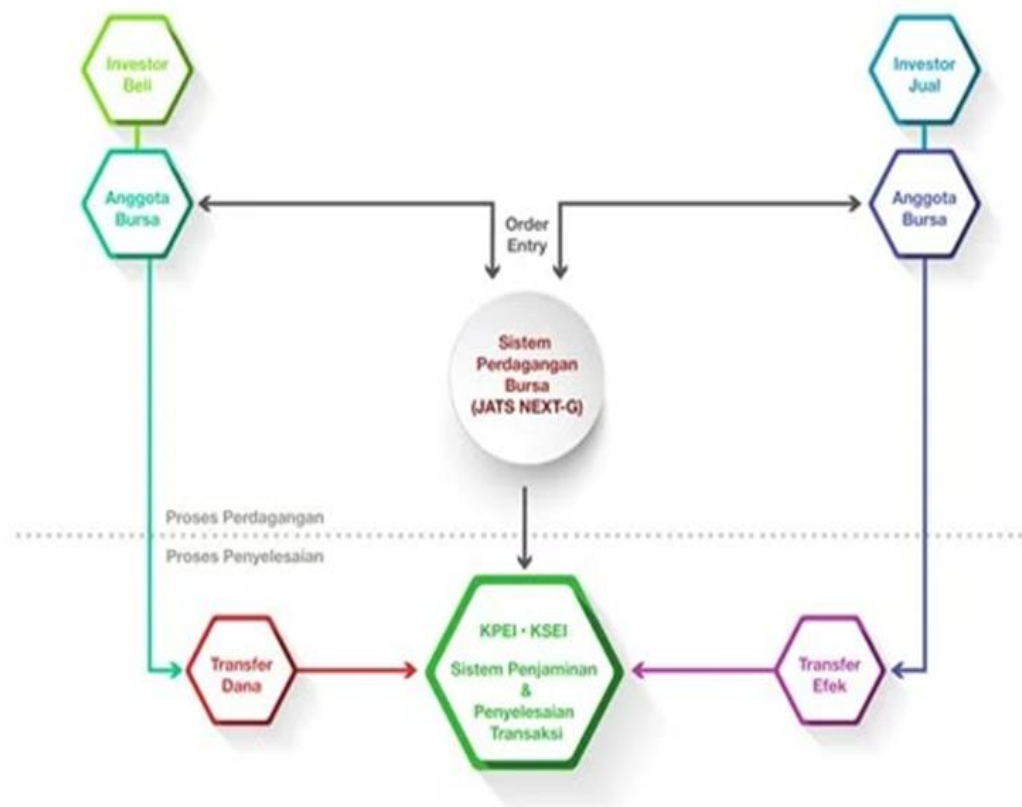 Investor
Beli
Investor
Jual
Anggota
Bursa
Anggota
Bursa
Order
Entry
Sistem
Perdagangan
Bursa
(JATS NEXT-G)
Proses Perdagangan
Proses Penyelesaian
KPEI • KSEI
Sistem Penjaminan
&
Penyelesaian
Transaksi
Transfer
Dana
Transfer
Efek